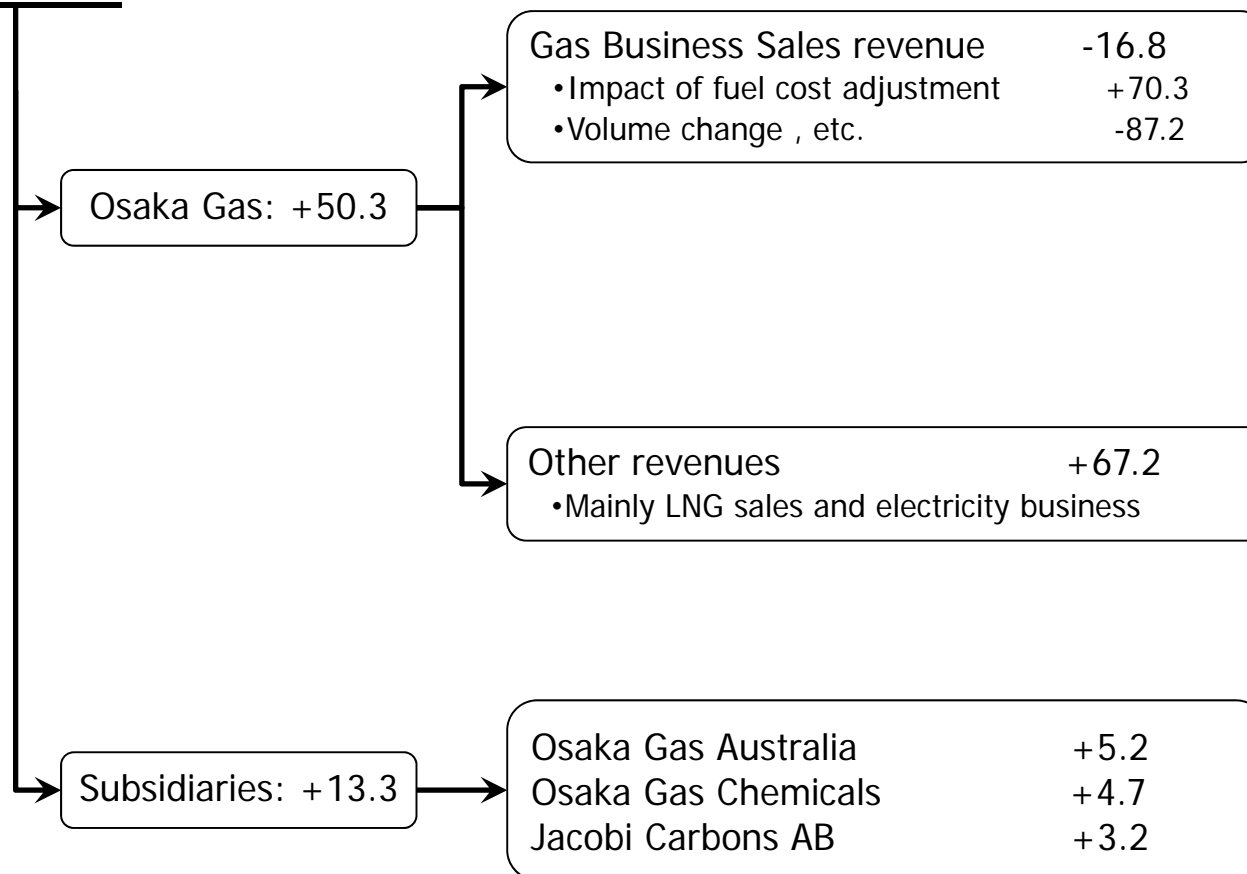 Gas Business Sales revenue -16.8
•Impact of fuel cost adjustment +70.3
•Volume change , etc. -87.2
Osaka Gas: +50.3
Other revenues +67.2
•Mainly LNG sales and electricity business
Subsidiaries: +13.3
Osaka Gas Australia +5.2
Osaka Gas Chemicals +4.7
Jacobi Carbons AB +3.2